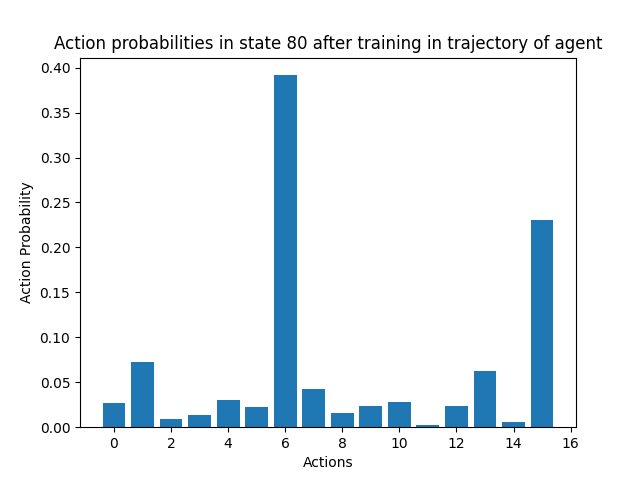 Action probabilities in state 80 after training in trajectory of agent
0.40
0.35
0.30
0.25
0.20
0.15
0.10
0.05
0.00
Action Probability
0 2 4 6 8 10 12 14 16
Actions